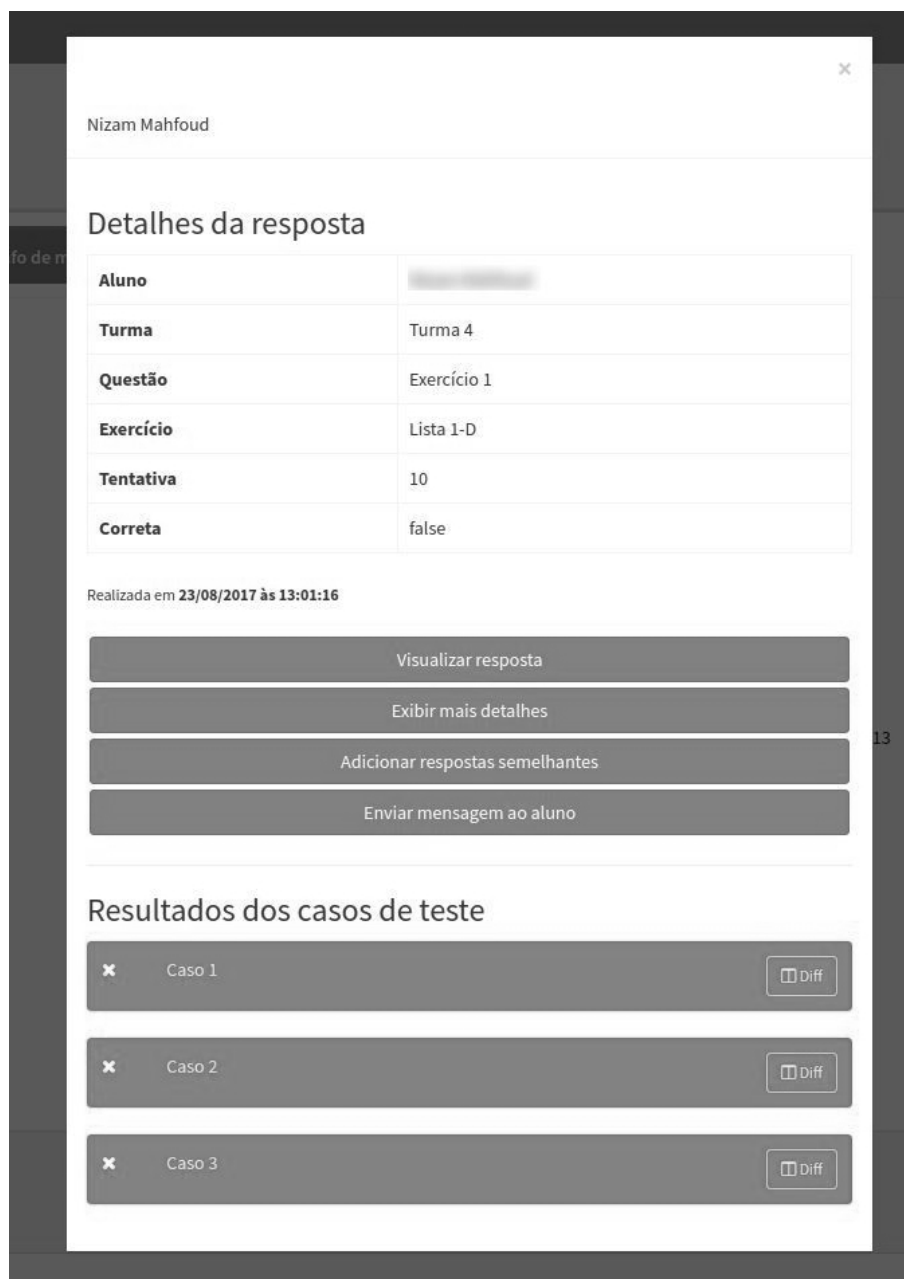 ×
Nizam Mahfoud
Detalhes da resposta
fo de m
Aluno
Turma Turma 4
Questão Exercício 1
Exercício Lista 1-D
Tentativa 10
Correta false
Realizada em 23/08/2017 às 13:01:16
Visualizar resposta
Exibir mais detalhes
13
Adicionar respostas semelhantes
Enviar mensagem ao aluno
Resultados dos casos de teste
Caso 1 Diff
Caso 2 Diff
Caso 3 Diff